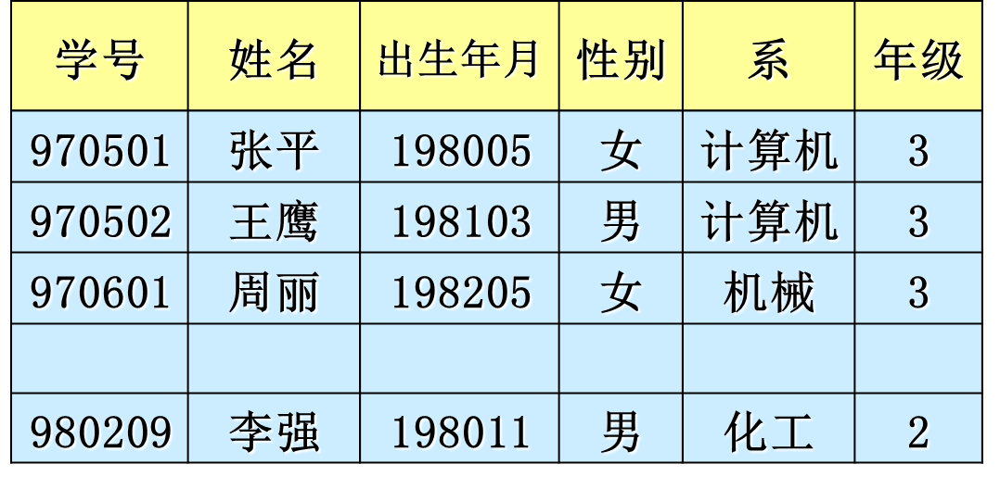 学号 姓名 出生年月 性别 系 年级
970501 张平 198005 女 计算机 3
970502 王鹰 198103 男 计算机 3
970601 周丽 198205 女 机械 3
980209 李强 198011 男 化工 2